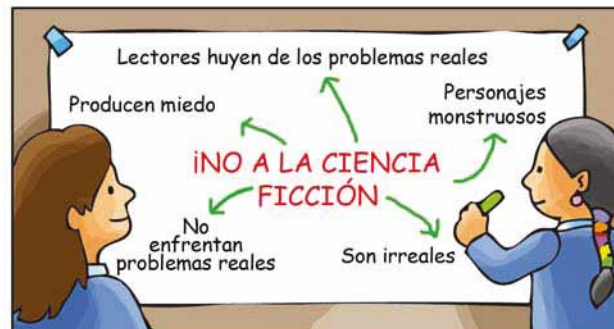 Lectores huyen de los problemas reales
Producen miedo
Personajes
monstruosos
¡NO A LA CIENCIA
FICCIÓN
No
enfrentan
problemas reales
Son irreales